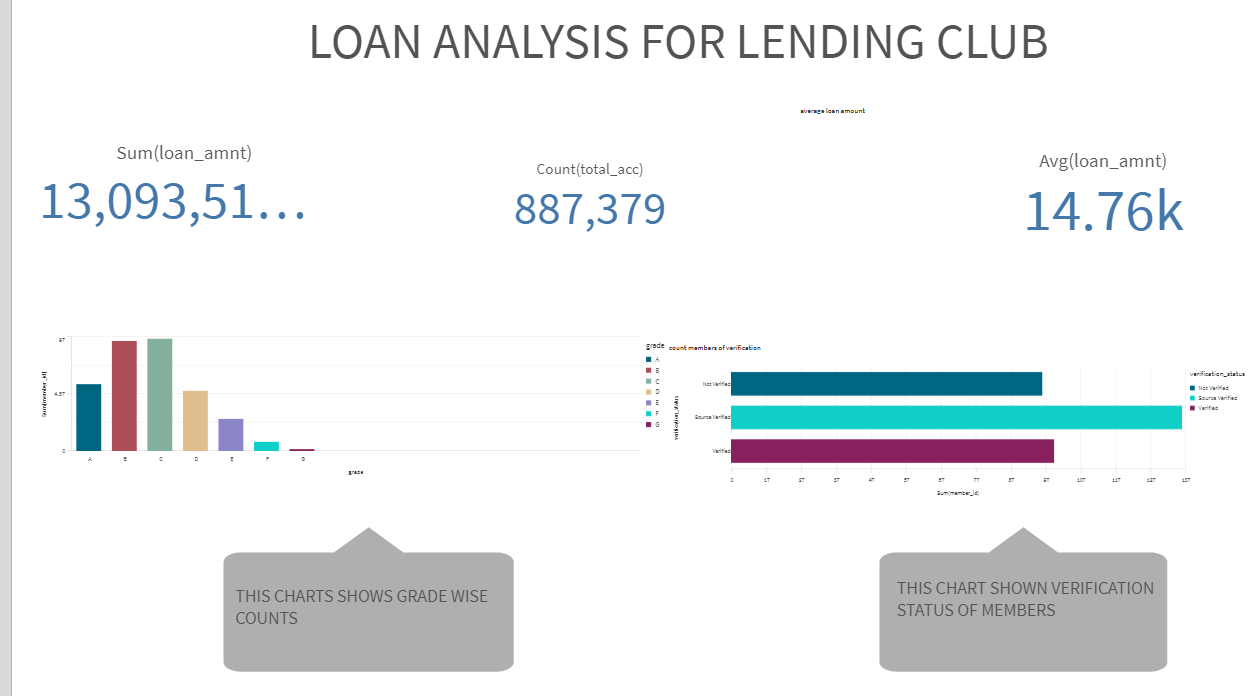 LOAN ANALYSIS FOR LENDING CLUB
average loan amount
Sum(loan_amnt)
13,093,51...
Count(total_acc)
887,379
Avg(loan_amnt)
14.76k
Sum(member_id)
9T
4.5T
0
A
B
C
D
E
F
G
grade
grade
A
B
C
D
E
F
G
count members of verification
verification_status
Not Verified
Source Verified
Verified
0
1T
2T
3T
4T
5T
6T
7T
8T
9T
10T
11T
12T
13T
Sum(member_id)
verification_status
Not Verified
Source Verified
Verified
THIS CHARTS SHOWS GRADE WISE
COUNTS
THIS CHART SHOWN VERIFICATION
STATUS OF MEMBERS